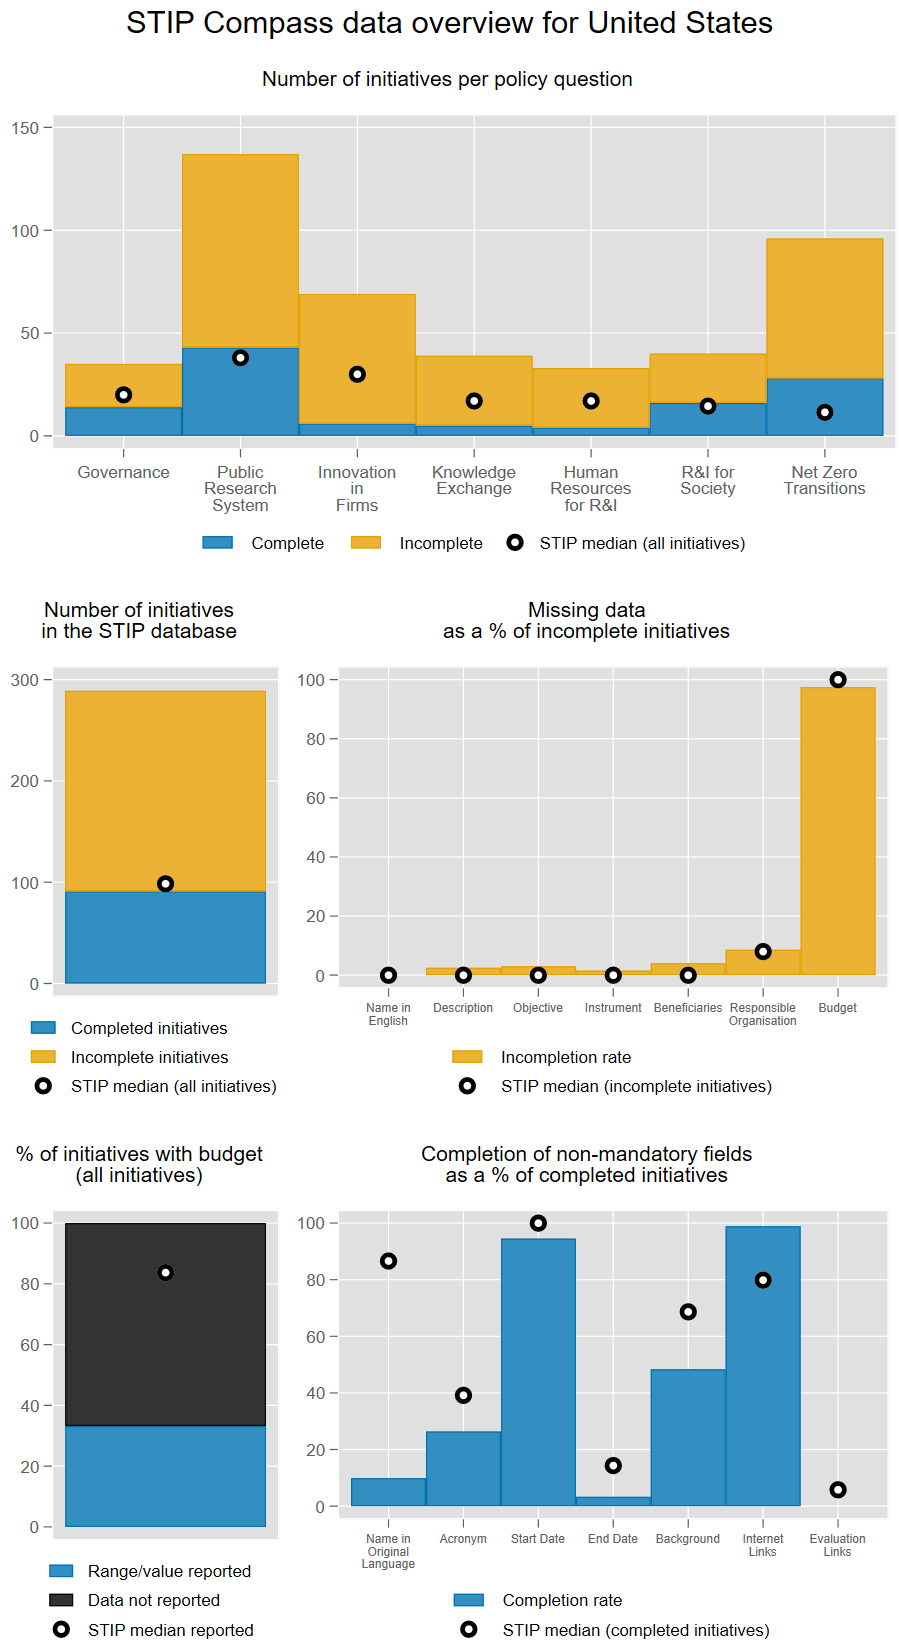 STIP Compass data overview for United States
Number of initiatives per policy question
150
100
50
0
Governance
Public
Research
System
Innovation
in
Firms
Knowledge
Exchange
Human
Resources
for R&I
R&I for
Society
Net Zero
Transitions
Complete
Incomplete
STIP median (all initiatives)
Number of initiatives
in the STIP database
300
200
100
0
Completed initiatives
Incomplete initiatives
STIP median (all initiatives)
Missing data
as a % of incomplete initiatives
100
80
60
40
20
0
Name in
English
Description
Objective
Instrument
Beneficiaries
Responsible
Organisation
Budget
Incompletion rate
STIP median (incomplete initiatives)
% of initiatives with budget
(all initiatives)
100
80
60
40
20
0
Range/value reported
Data not reported
STIP median reported
Completion of non-mandatory fields
as a % of completed initiatives
100
80
60
40
20
0
Name in
Original
Language
Acronym
Start Date
End Date
Background
Internet
Links
Evaluation
Links
Completion rate
STIP median (completed initiatives)